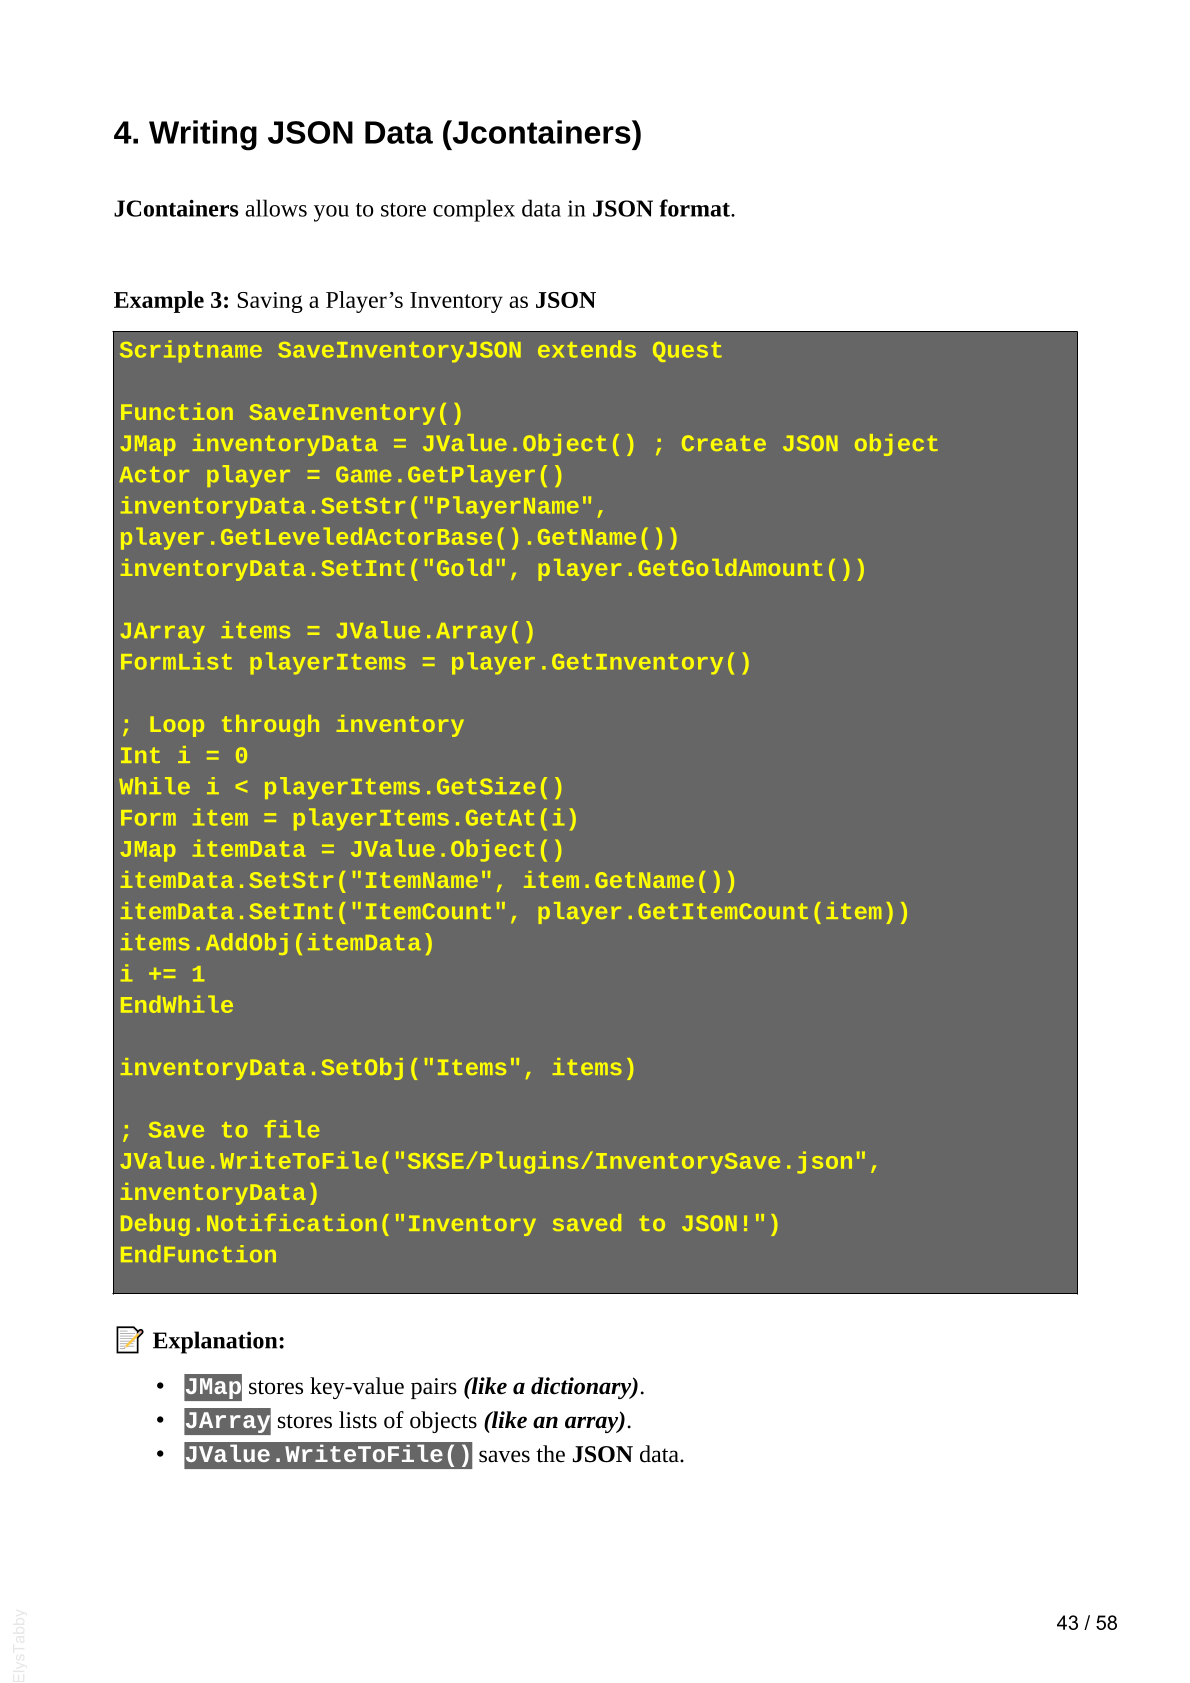 4. Writing JSON Data (Jcontainers)
JContainers allows you to store complex data in JSON format.
Example 3: Saving a Player’s Inventory as JSON
Scriptname SaveInventoryJSON extends Quest
Function SaveInventory()
JMap inventoryData = JValue.Object() ; Create JSON object
Actor player = Game.GetPlayer()
inventoryData.SetStr("PlayerName",
player.GetLeveledActorBase().GetName())
inventoryData.SetInt("Gold", player.GetGoldAmount())
JArray items = JValue.Array()
FormList playerItems = player.GetInventory()
; Loop through inventory
Int i = 0
While i < playerItems.GetSize()
Form item = playerItems.GetAt(i)
JMap itemData = JValue.Object()
itemData.SetStr("ItemName", item.GetName())
itemData.SetInt("ItemCount", player.GetItemCount(item))
items.AddObj(itemData)
i += 1
EndWhile
inventoryData.SetObj("Items", items)
; Save to file
JValue.WriteToFile("SKSE/Plugins/InventorySave.json",
inventoryData)
Debug.Notification("Inventory saved to JSON!")
EndFunction
📝 Explanation:
• JMap stores key-value pairs (like a dictionary).
• JArray stores lists of objects (like an array).
• JValue.WriteToFile() saves the JSON data.
43 / 58
ElysTabby